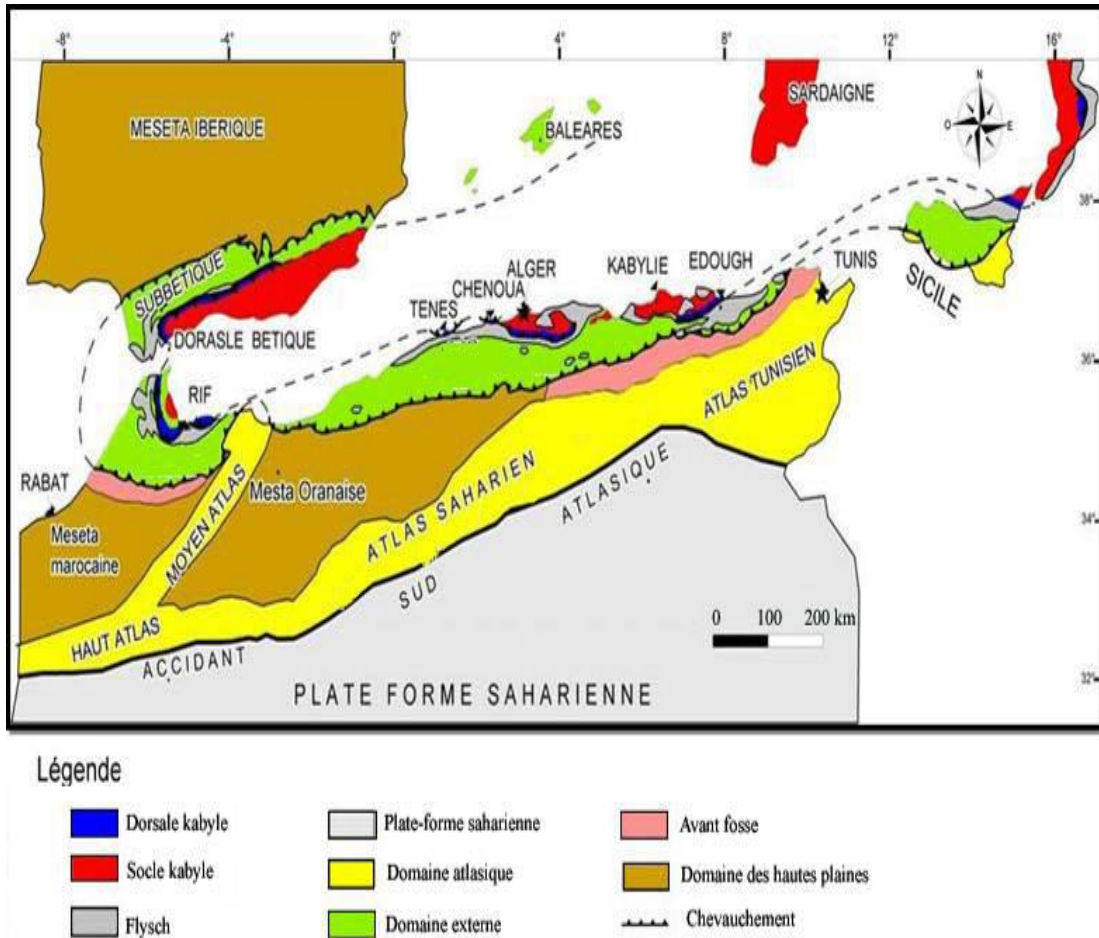 -8° -4° 0° 4° 8° 12° 16°
MESETA IBERIQUE
BALEARES
SARDAIGNE
N
O E
S
38°
SUBBETIQUE
DORASLE BETIQUE
TENES
CHENOUA
ALGER
KABYLIE
EDOUGH
TUNIS
SICILE
36°
RIF
RABAT
Meseta
marocaine
MOYEN ATLAS
Mesta Oranaise
ATLAS TUNISIEN
ATLAS SAHARIEN
34°
HAUT ATLAS
ACCIDANT SUD ATLASIQUE
0 100 200 km
PLATE FORME SAHARIENNE
32°
Légende
Dorsale kabyle
Socle kabyle
Flysch
Plate-forme saharienne
Domaine atlasique
Domaine externe
Avant fosse
Domaine des hautes plaines
Chevauchement